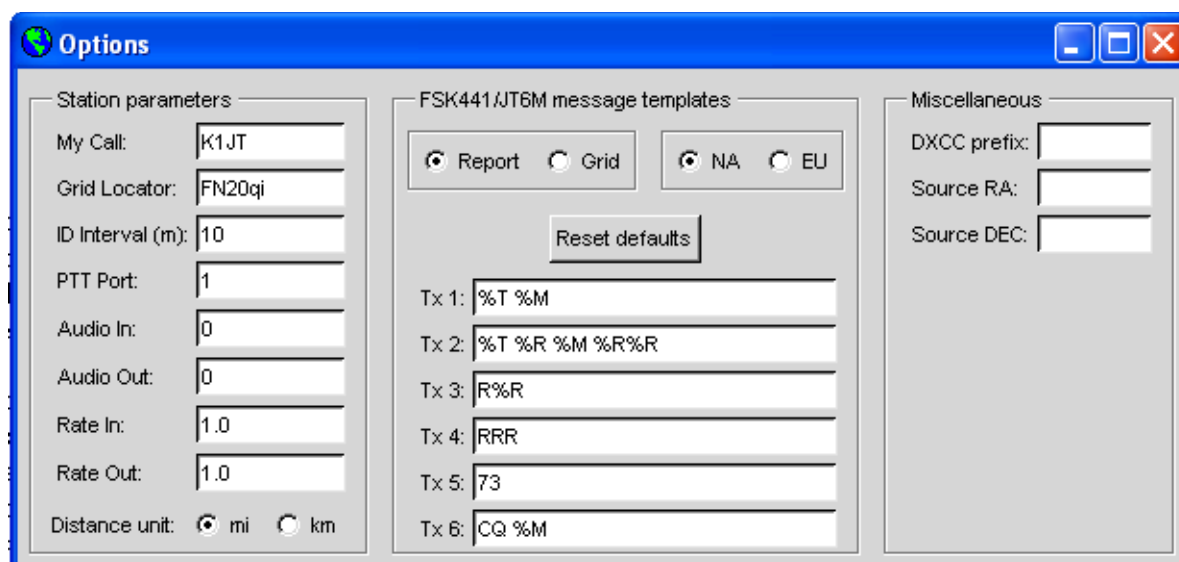 Options
Station parameters
My Call: K1JT
Grid Locator: FN20qi
ID Interval (m): 10
PTT Port: 1
Audio In: 0
Audio Out: 0
Rate In: 1.0
Rate Out: 1.0
Distance unit: mi km
FSK441/JT6M message templates
Report Grid NA EU
Reset defaults
Tx 1: %T %M
Tx 2: %T %R %M %R%R
Tx 3: R%R
Tx 4: RRR
Tx 5: 73
Tx 6: CQ %M
Miscellaneous
DXCC prefix:
Source RA:
Source DEC: